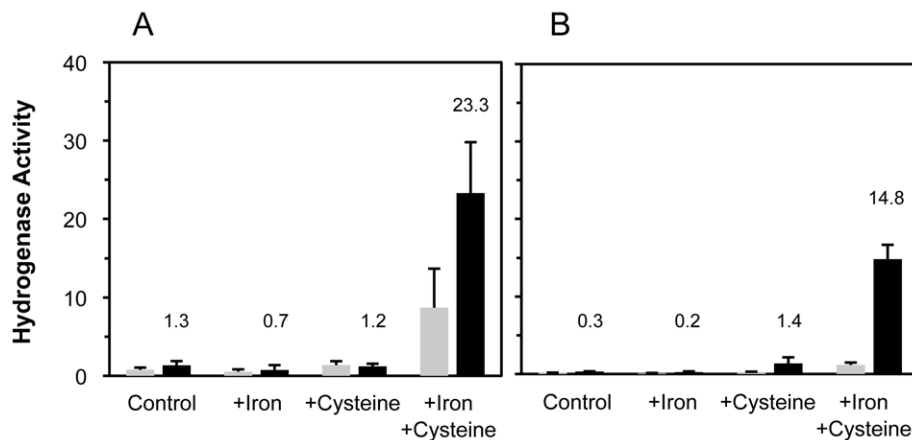 A
B
Hydrogenase Activity
40
30
20
10
0
1.3
0.7
1.2
23.3
0.3
0.2
1.4
14.8
Control
+Iron
+Cysteine
+Iron
+Cysteine
Control
+Iron
+Cysteine
+Iron
+Cysteine